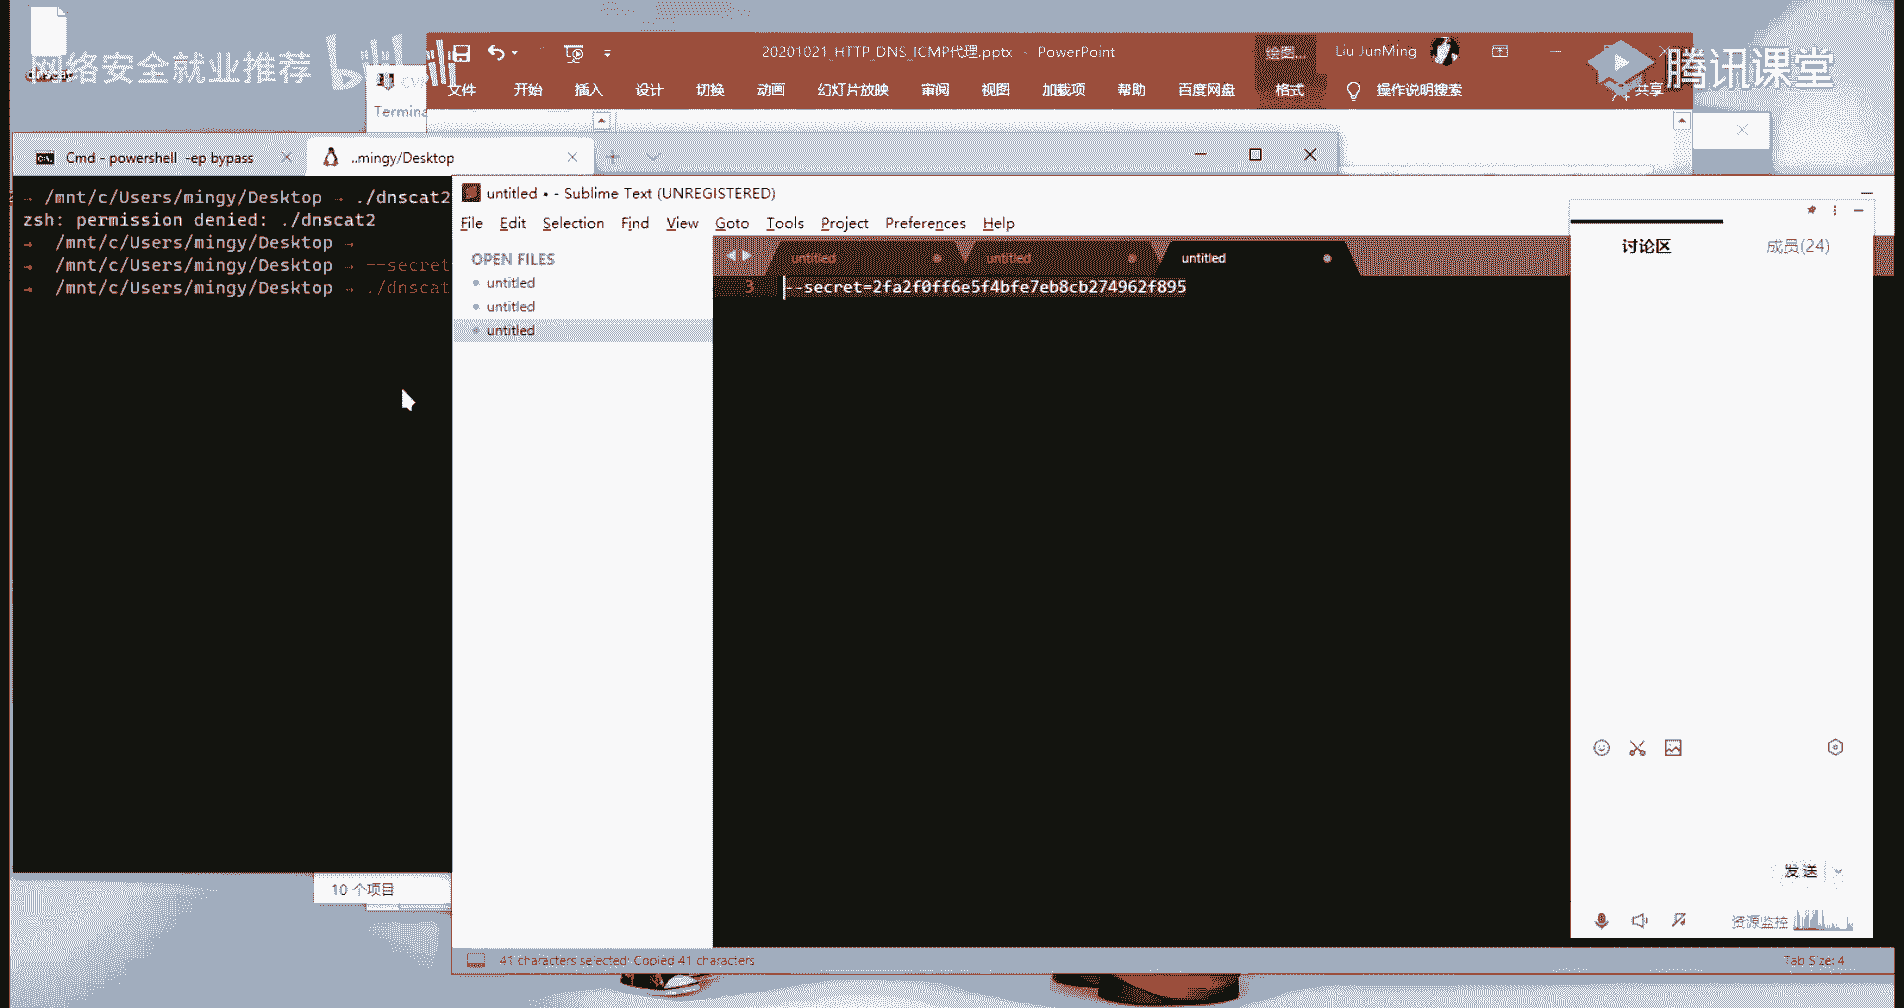 网络安全就业推荐
20201021_HTTP_DNS_ICMP代理.pptx - PowerPoint
Liu JunMing
腾讯课堂
文件 开始 插入 设计 切换 动画 幻灯片放映 审阅 视图 加载项 帮助 百度网盘 格式 操作说明搜索 共享
Termina
Cmd - powershell -ep bypass
..mingy/Desktop
→ /mnt/c/Users/mingy/Desktop → ./dnscat2
zsh: permission denied: ./dnscat2
→ /mnt/c/Users/mingy/Desktop →
→ /mnt/c/Users/mingy/Desktop → --secret
→ /mnt/c/Users/mingy/Desktop → ./dnscat
untitled • - Sublime Text (UNREGISTERED)
File Edit Selection Find View Goto Tools Project Preferences Help
OPEN FILES
untitled
untitled
untitled
untitled untitled untitled
3 --secret=2fa2f0ff6e5f4bfe7eb8cb274962f895
讨论区 成员(24)
发送
资源监控
10 个项目
41 characters selected: Copied 41 characters
Tab Size: 4